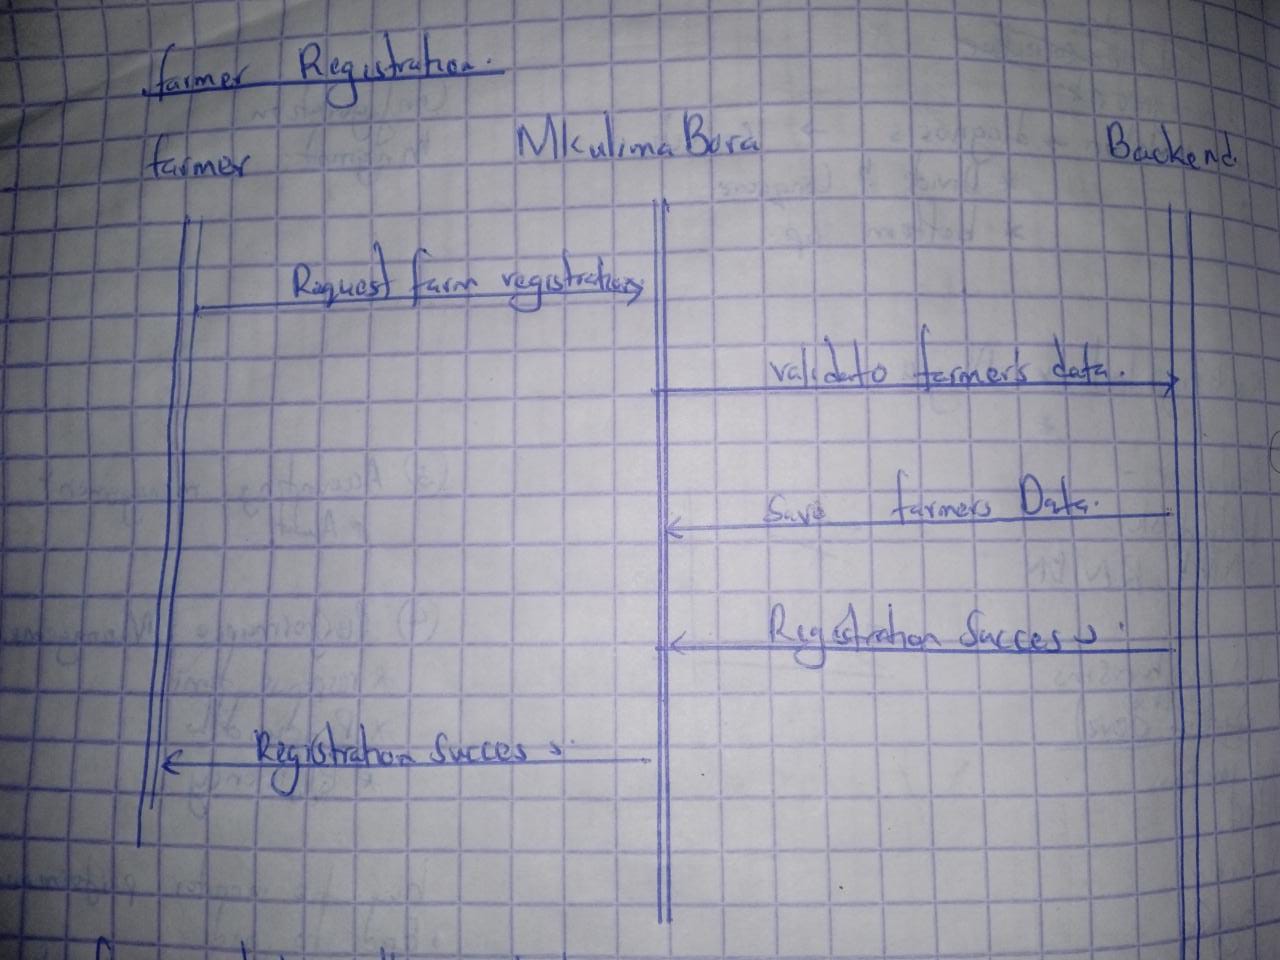 farmer Registration.
farmer MkulimaBora Backend.
Request farm registration
validate farmer's data.
Save farmers Data.
Registration Success.
Registration Success.